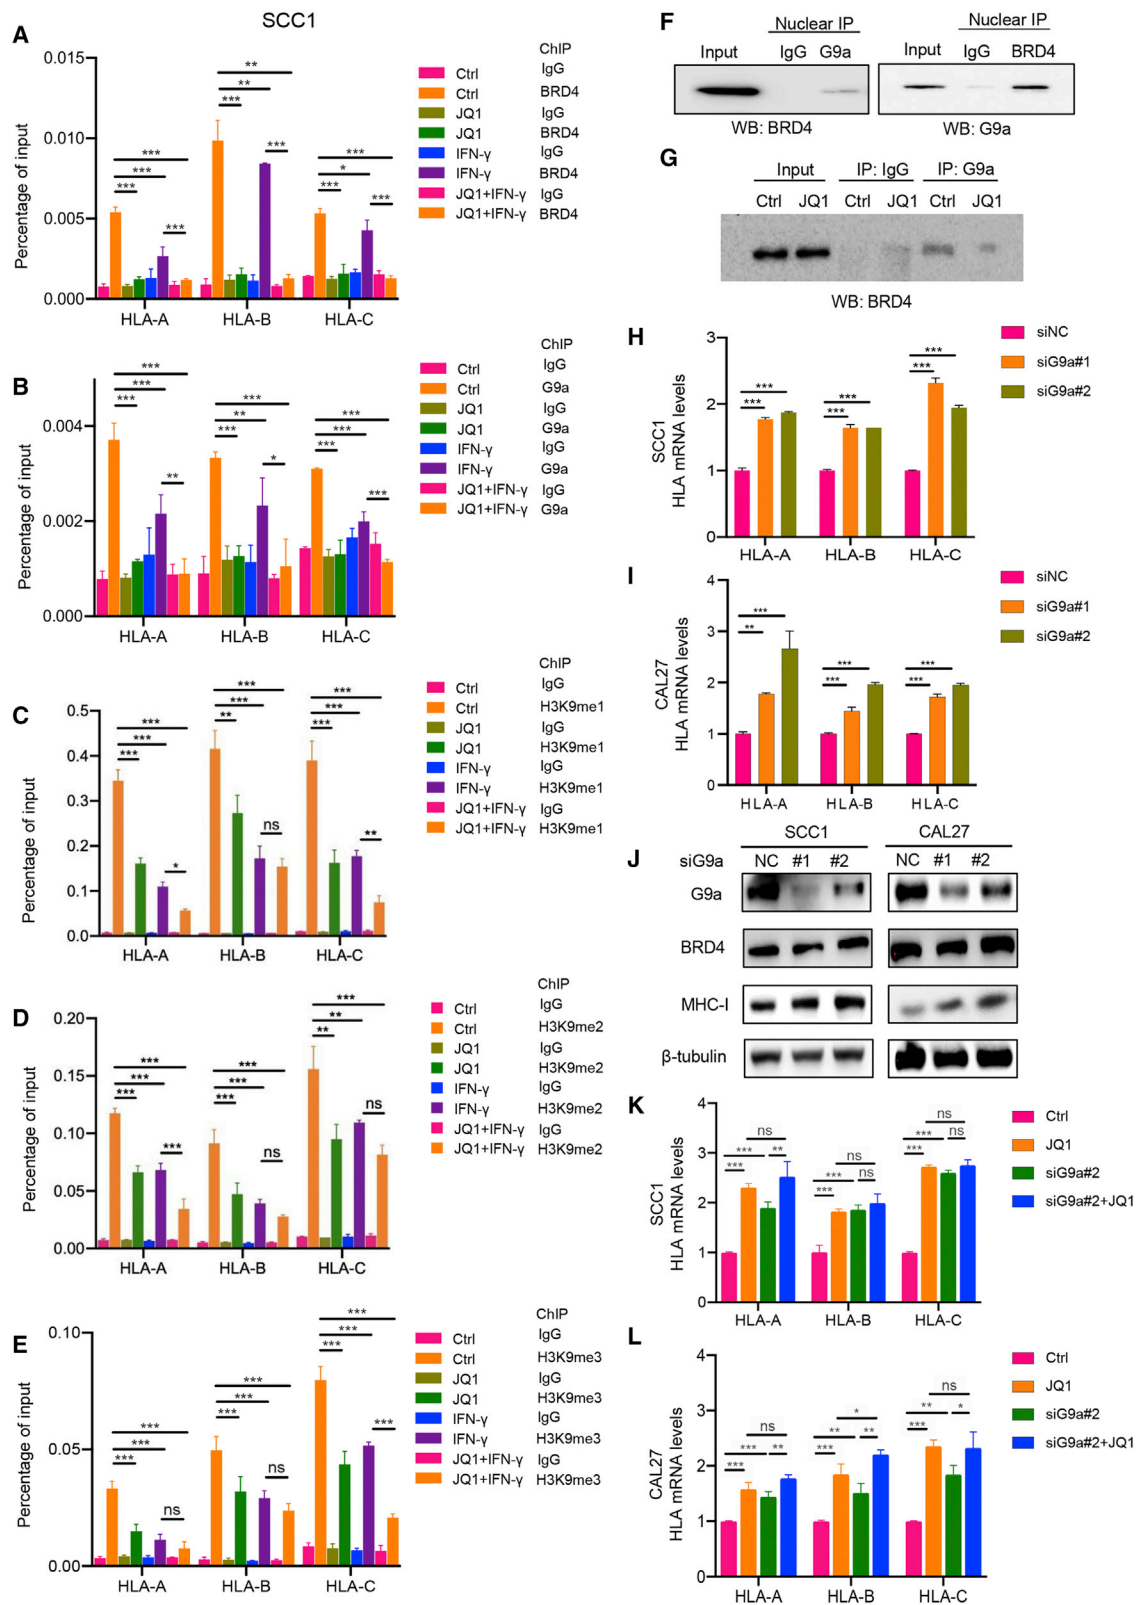 SCC1
A
ChIP
Ctrl IgG
Ctrl BRD4
JQ1 IgG
JQ1 BRD4
IFN-γ IgG
IFN-γ BRD4
JQ1+IFN-γ IgG
JQ1+IFN-γ BRD4
Percentage of input
0.015
0.010
0.005
0.000
*** *** *** ***
** ** *** ***
*** * *** ***
HLA-A HLA-B HLA-C
B
ChIP
Ctrl IgG
Ctrl G9a
JQ1 IgG
JQ1 G9a
IFN-γ IgG
IFN-γ G9a
JQ1+IFN-γ IgG
JQ1+IFN-γ G9a
Percentage of input
0.004
0.002
0.000
*** *** *** **
*** ** *** *
*** *** *** ***
HLA-A HLA-B HLA-C
C
ChIP
Ctrl IgG
Ctrl H3K9me1
JQ1 IgG
JQ1 H3K9me1
IFN-γ IgG
IFN-γ H3K9me1
JQ1+IFN-γ IgG
JQ1+IFN-γ H3K9me1
Percentage of input
0.5
0.4
0.3
0.2
0.1
0.0
*** *** *** *
*** *** ** ns
*** *** *** **
HLA-A HLA-B HLA-C
D
ChIP
Ctrl IgG
Ctrl H3K9me2
JQ1 IgG
JQ1 H3K9me2
IFN-γ IgG
IFN-γ H3K9me2
JQ1+IFN-γ IgG
JQ1+IFN-γ H3K9me2
Percentage of input
0.20
0.15
0.10
0.05
0.00
*** *** *** ***
*** *** *** ns
*** ** ** ns
HLA-A HLA-B HLA-C
E
ChIP
Ctrl IgG
Ctrl H3K9me3
JQ1 IgG
JQ1 H3K9me3
IFN-γ IgG
IFN-γ H3K9me3
JQ1+IFN-γ IgG
JQ1+IFN-γ H3K9me3
Percentage of input
0.10
0.05
0.00
*** *** *** ns
*** *** *** ns
*** *** *** ***
HLA-A HLA-B HLA-C
F
Nuclear IP
Input IgG G9a
WB: BRD4
Nuclear IP
Input IgG BRD4
WB: G9a
G
Input IP: IgG IP: G9a
Ctrl JQ1 Ctrl JQ1 Ctrl JQ1
WB: BRD4
H
SCC1
HLA mRNA levels
3
2
1
0
*** ***
*** ***
*** ***
HLA-A HLA-B HLA-C
siNC
siG9a#1
siG9a#2
I
CAL27
HLA mRNA levels
4
3
2
1
0
*** **
*** ***
*** ***
HLA-A HLA-B HLA-C
siNC
siG9a#1
siG9a#2
J
SCC1 CAL27
siG9a NC #1 #2 NC #1 #2
G9a
BRD4
MHC-I
β-tubulin
K
SCC1
HLA mRNA levels
4
3
2
1
0
ns *** ** ***
ns *** ns ***
ns *** ns ***
HLA-A HLA-B HLA-C
Ctrl
JQ1
siG9a#2
siG9a#2+JQ1
L
CAL27
HLA mRNA levels
4
3
2
1
0
ns *** ** ***
* ** ** ***
ns ** * ***
HLA-A HLA-B HLA-C
Ctrl
JQ1
siG9a#2
siG9a#2+JQ1